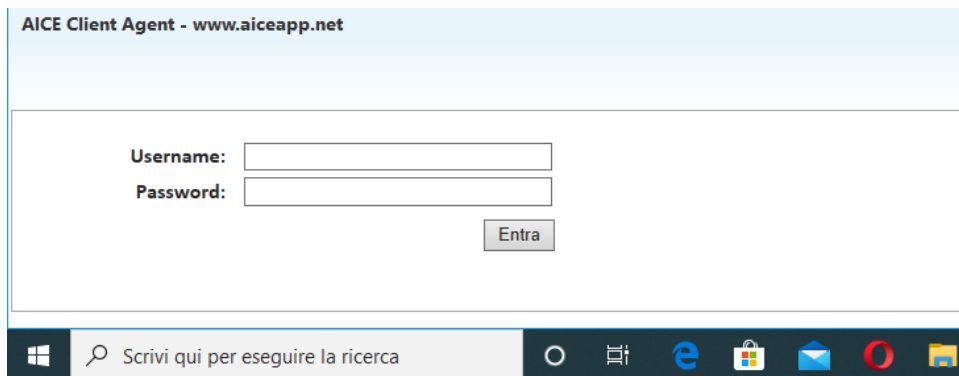 AICE Client Agent - www.aiceapp.net
Username:
Password:
Entra
Scrivi qui per eseguire la ricerca